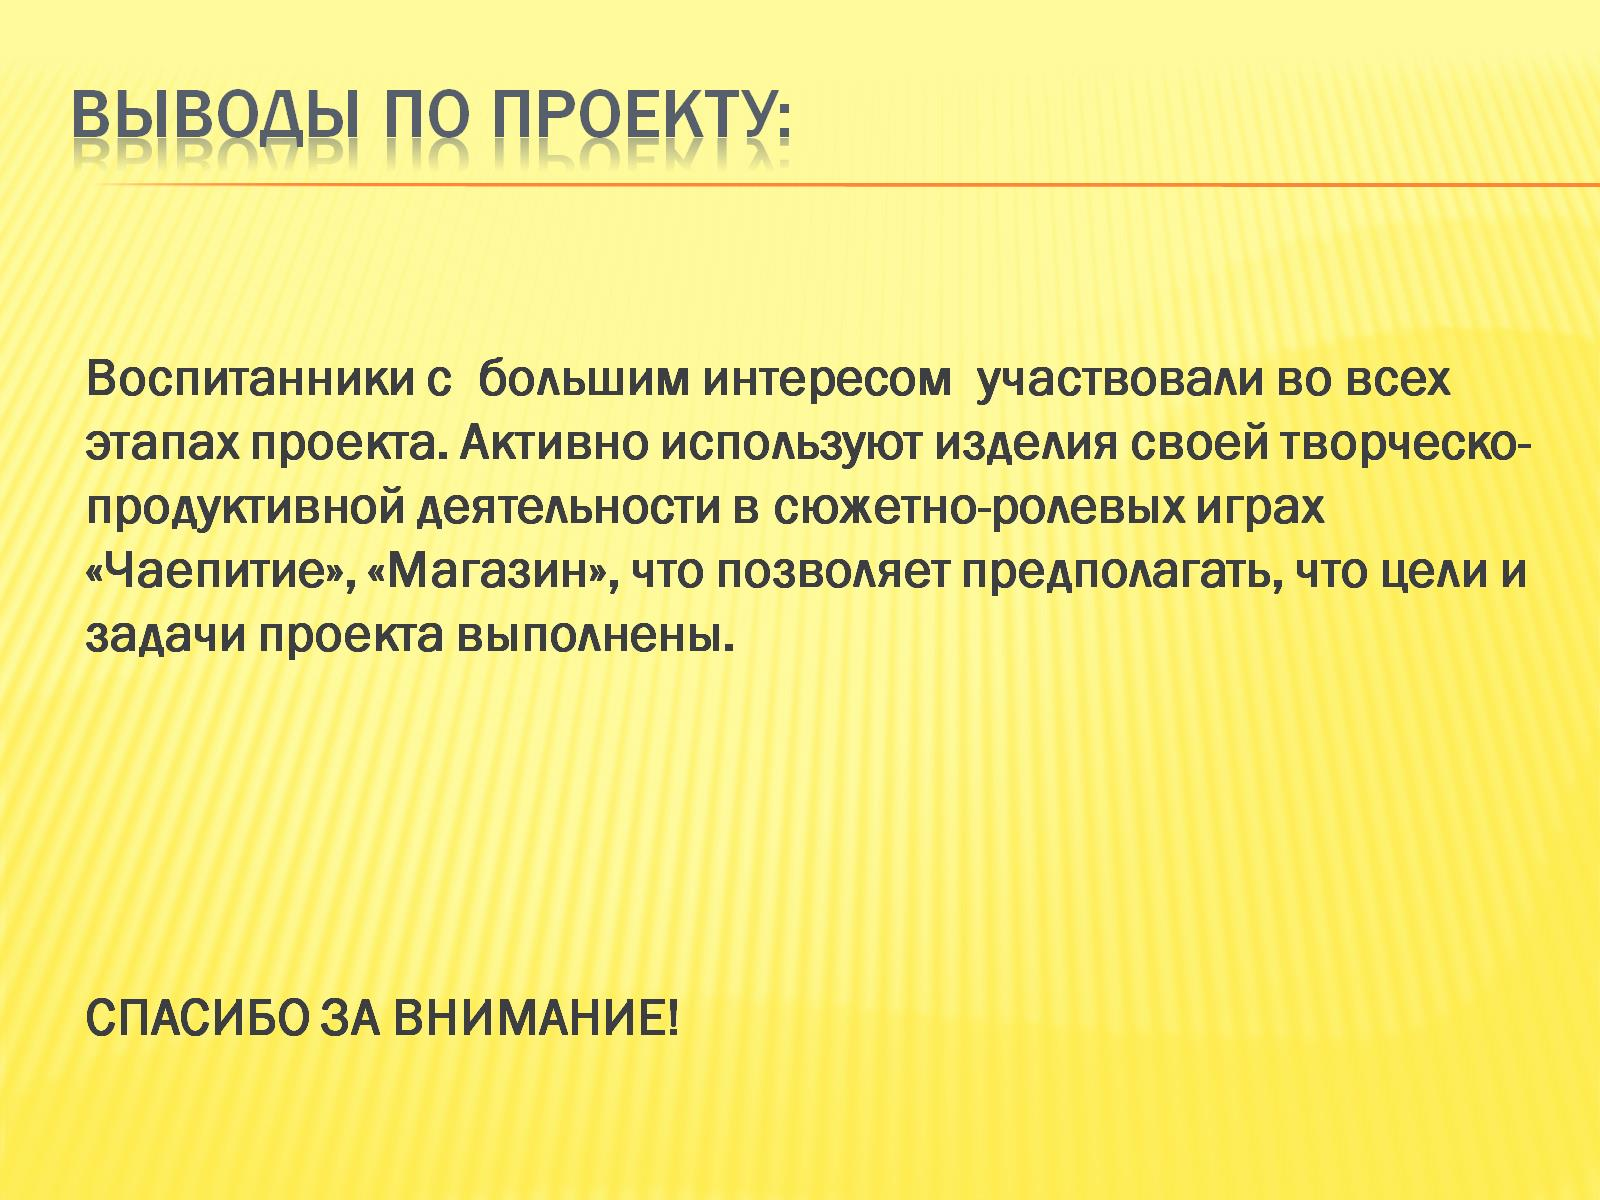 ВЫВОДЫ ПО ПРОЕКТУ:
Воспитанники с большим интересом участвовали во всех
этапах проекта. Активно используют изделия своей творческо-
продуктивной деятельности в сюжетно-ролевых играх
«Чаепитие», «Магазин», что позволяет предполагать, что цели и
задачи проекта выполнены.
СПАСИБО ЗА ВНИМАНИЕ!